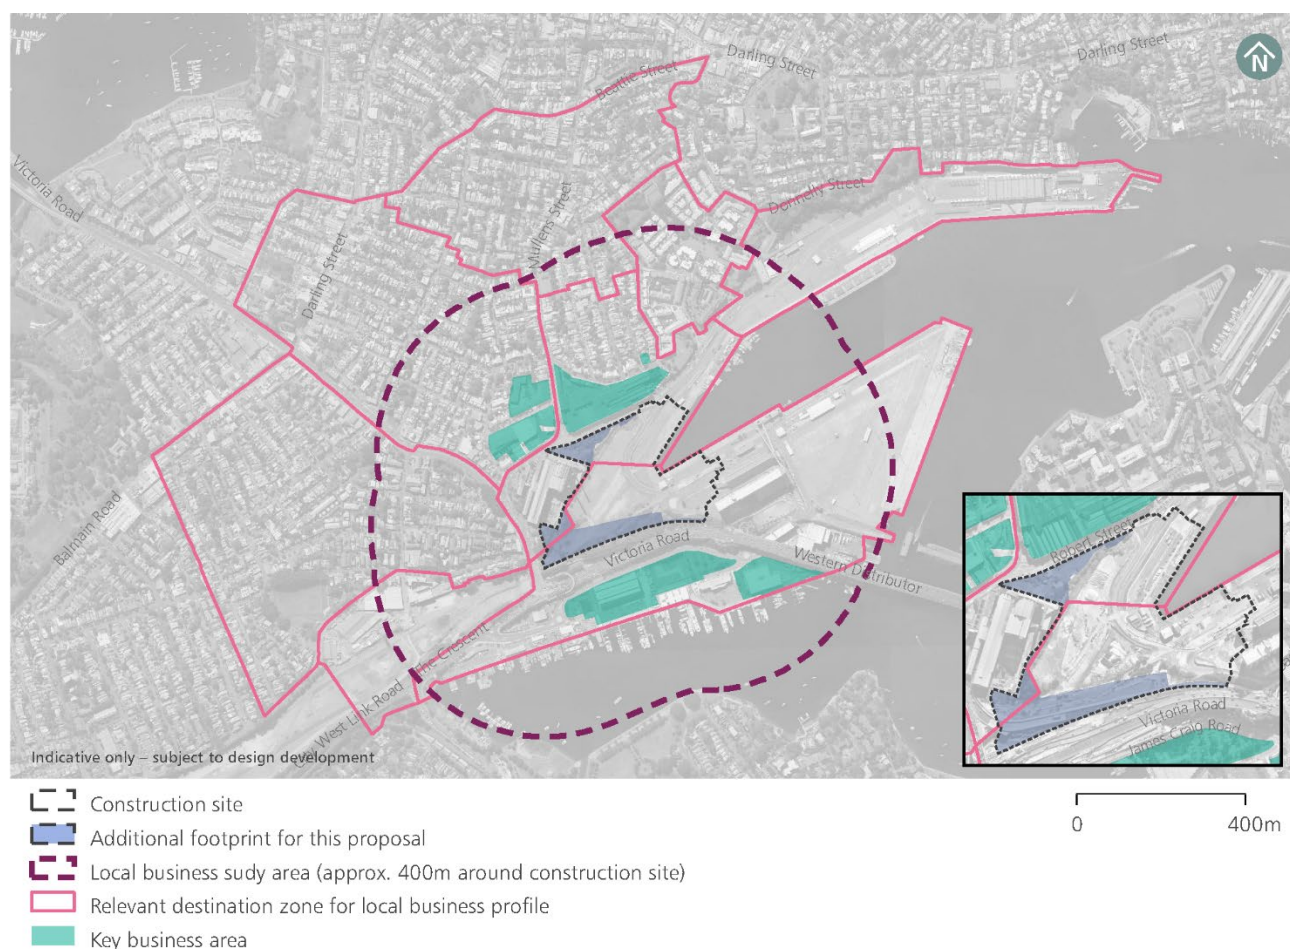 Darling Street
Darling Street
N
Beattie Street
Victoria Road
Mullens Street
Donnelly Street
Darling Street
Balmain Road
Victoria Road
Western Distributor
The Crescent
City West Link Road
Robert Street
Victoria Road
James Craig Road
Indicative only – subject to design development
Construction site
Additional footprint for this proposal
Local business sudy area (approx. 400m around construction site)
Relevant destination zone for local business profile
Key business area
0 400m